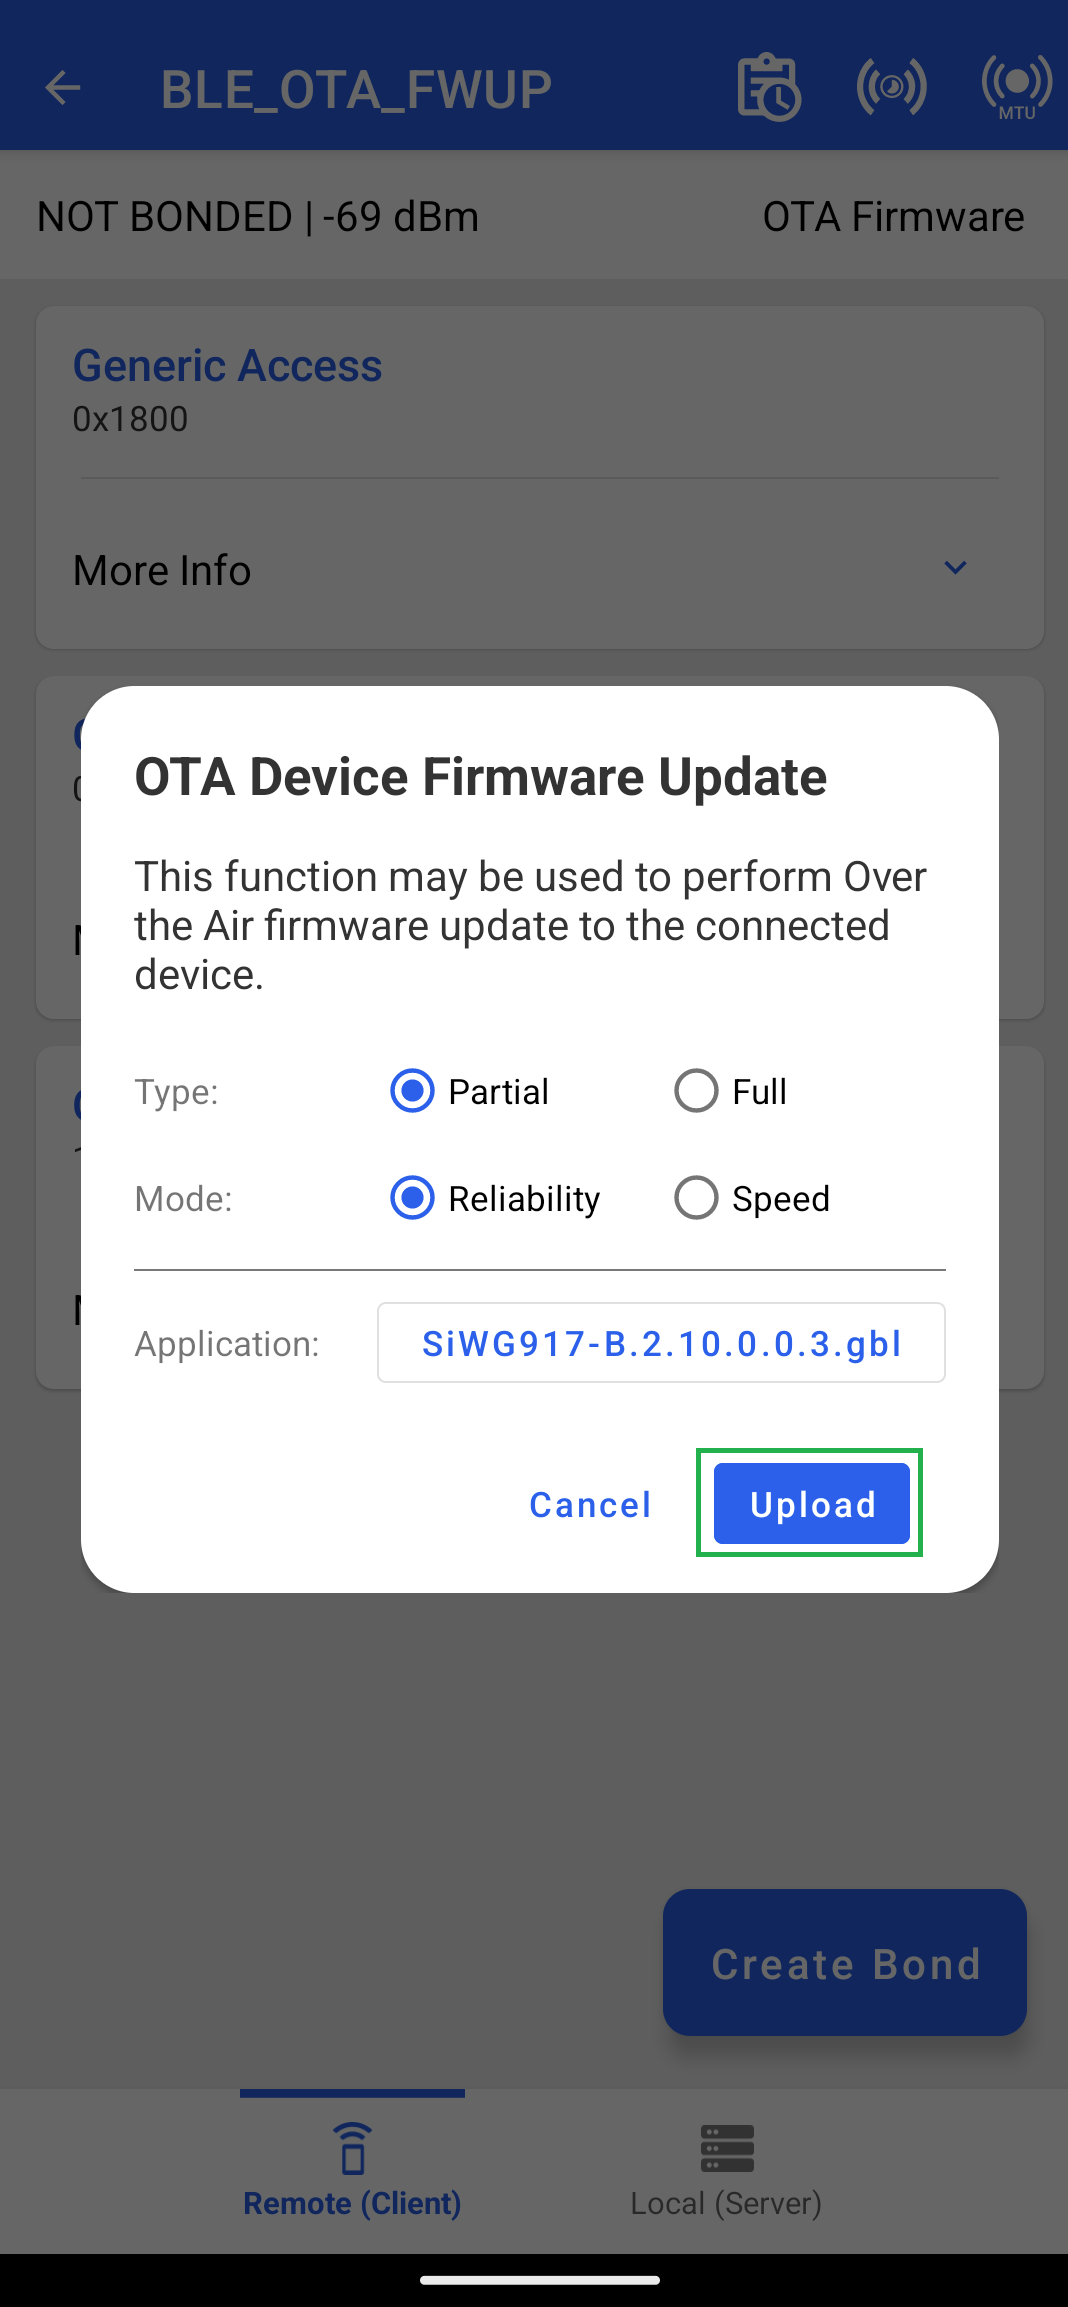 BLE_OTA_FWUP
MTU
NOT BONDED | -69 dBm
OTA Firmware
Generic Access
0x1800
More Info
OTA Device Firmware Update
This function may be used to perform Over
the Air firmware update to the connected
device.
Type: Partial Full
Mode: Reliability Speed
Application: SiWG917-B.2.10.0.0.3.gbl
Cancel Upload
Create Bond
Remote (Client)
Local (Server)